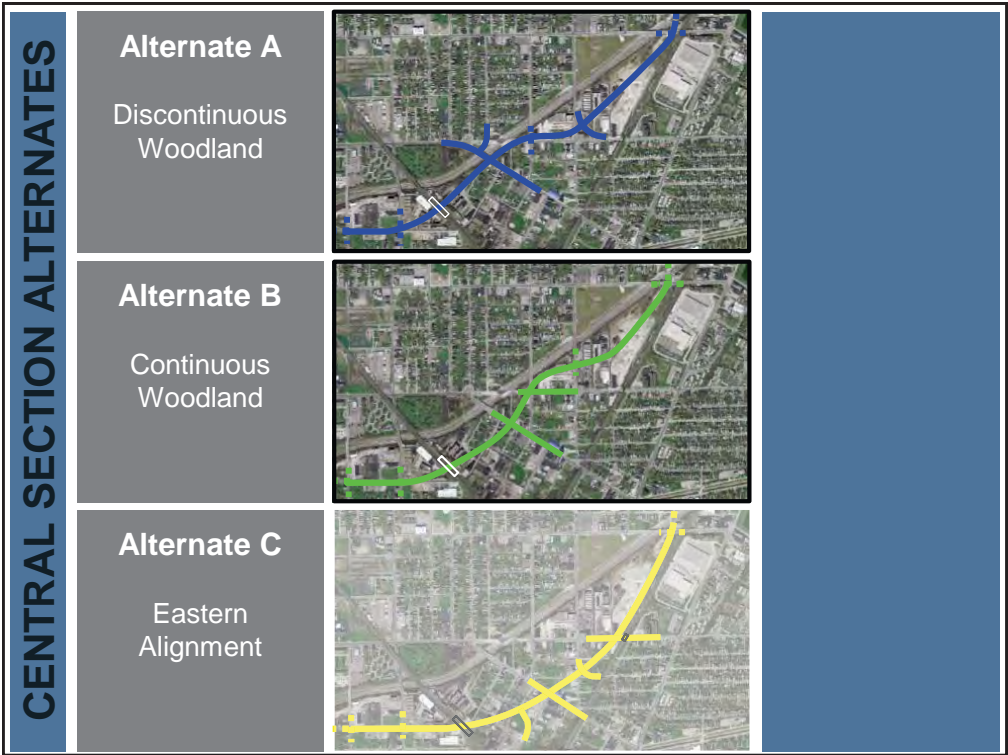 CENTRAL SECTION ALTERNATES
Alternate A
Discontinuous
Woodland
Alternate B
Continuous
Woodland
Alternate C
Eastern
Alignment